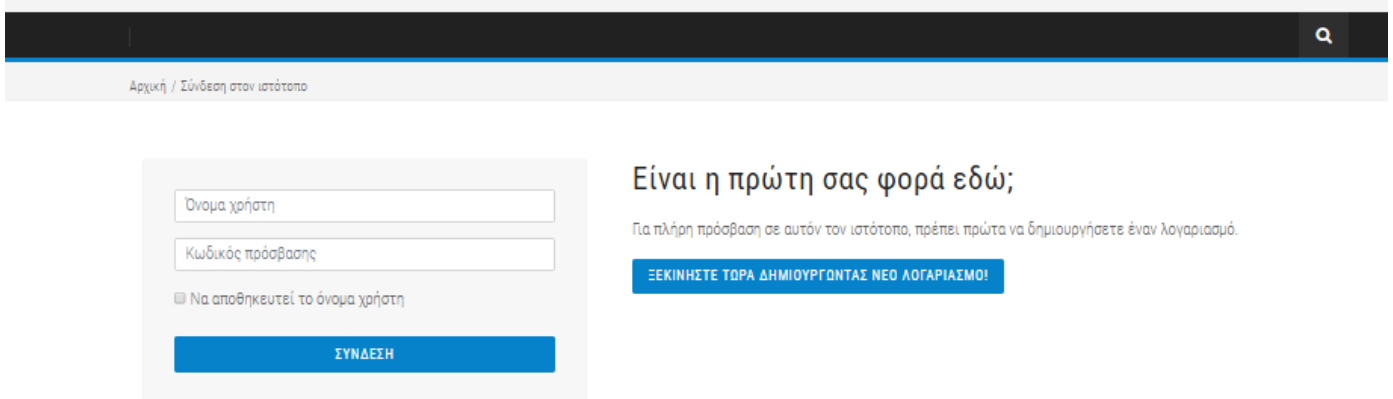 Αρχική / Σύνδεση στον ιστότοπο
Όνομα χρήστη
Κωδικός πρόσβασης
Να αποθηκευτεί το όνομα χρήστη
ΣΥΝΔΕΣΗ
Είναι η πρώτη σας φορά εδώ;
Για πλήρη πρόσβαση σε αυτόν τον ιστότοπο, πρέπει πρώτα να δημιουργήσετε έναν λογαριασμό.
ΞΕΚΙΝΗΣΤΕ ΤΩΡΑ ΔΗΜΙΟΥΡΓΩΝΤΑΣ ΝΕΟ ΛΟΓΑΡΙΑΣΜΟ!